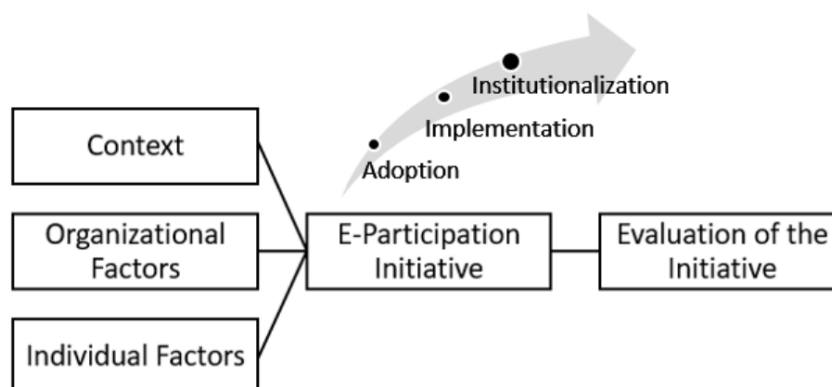 Institutionalization
Implementation
Adoption
Context
Organizational
Factors
E-Participation
Initiative
Evaluation of the
Initiative
Individual Factors